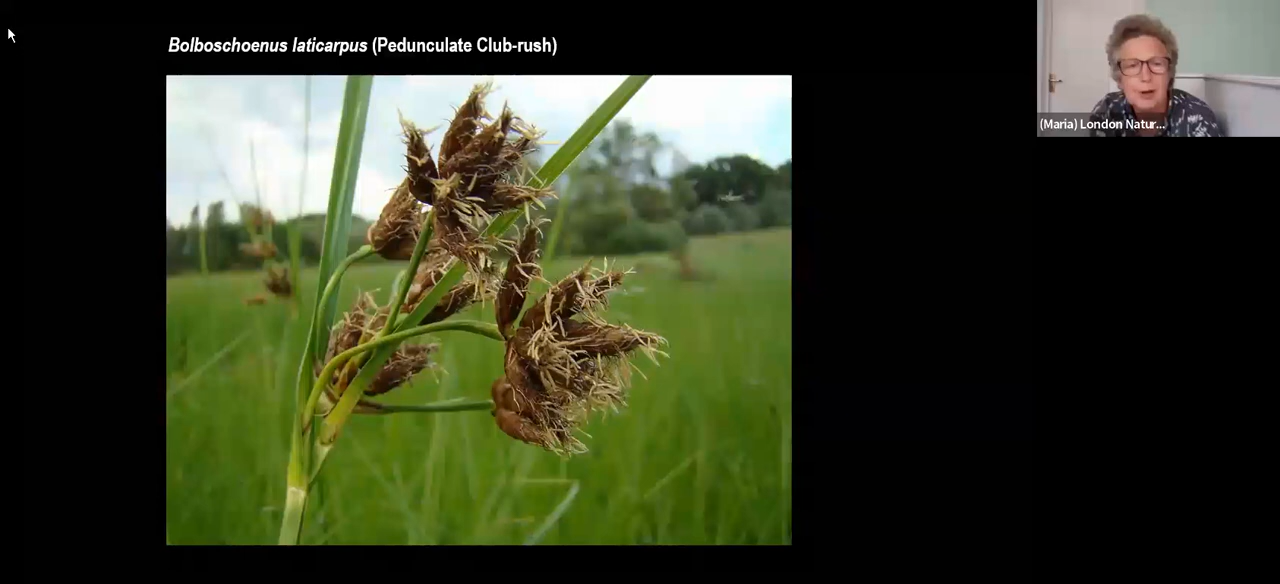 Bolboschoenus laticarpus (Pedunculate Club-rush)
(Maria) London Natur...